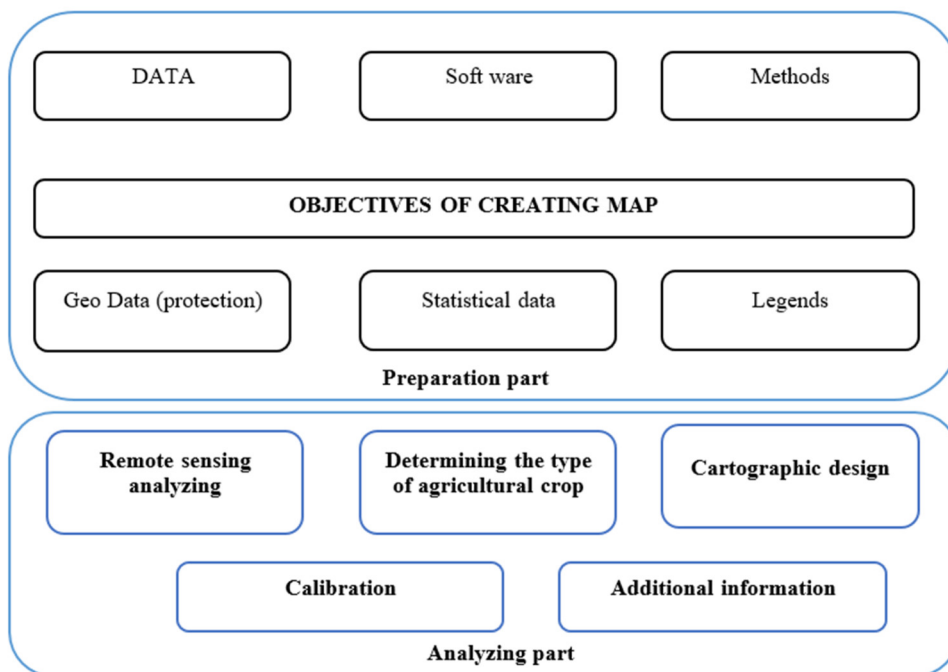 DATA
Soft ware
Methods
OBJECTIVES OF CREATING MAP
Geo Data (protection)
Statistical data
Legends
Preparation part
Remote sensing
analyzing
Determining the type
of agricultural crop
Cartographic design
Calibration
Additional information
Analyzing part